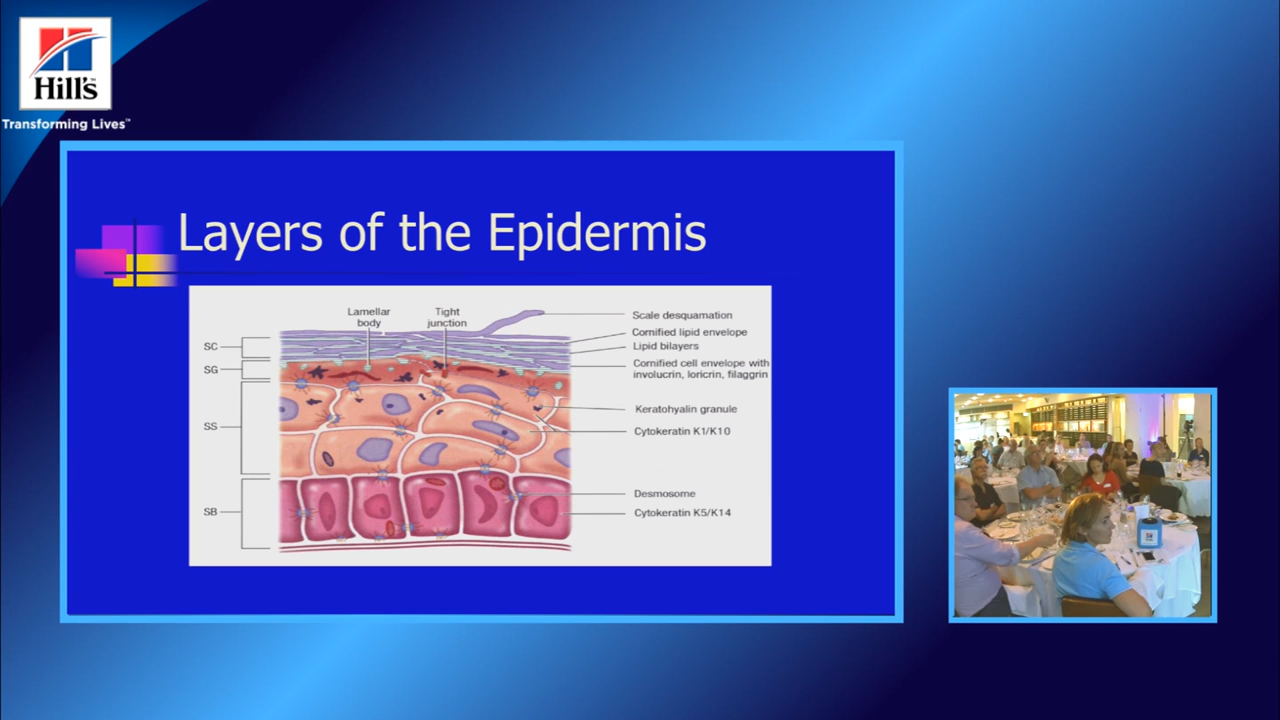 Hill's™
Transforming Lives™
Layers of the Epidermis
Lamellar
body
Tight
junction
Scale desquamation
Cornified lipid envelope
Lipid bilayers
Cornified cell envelope with
involucrin, loricrin, filaggrin
Keratohyalin granule
Cytokeratin K1/K10
Desmosome
Cytokeratin K5/K14
SC
SG
SS
SB